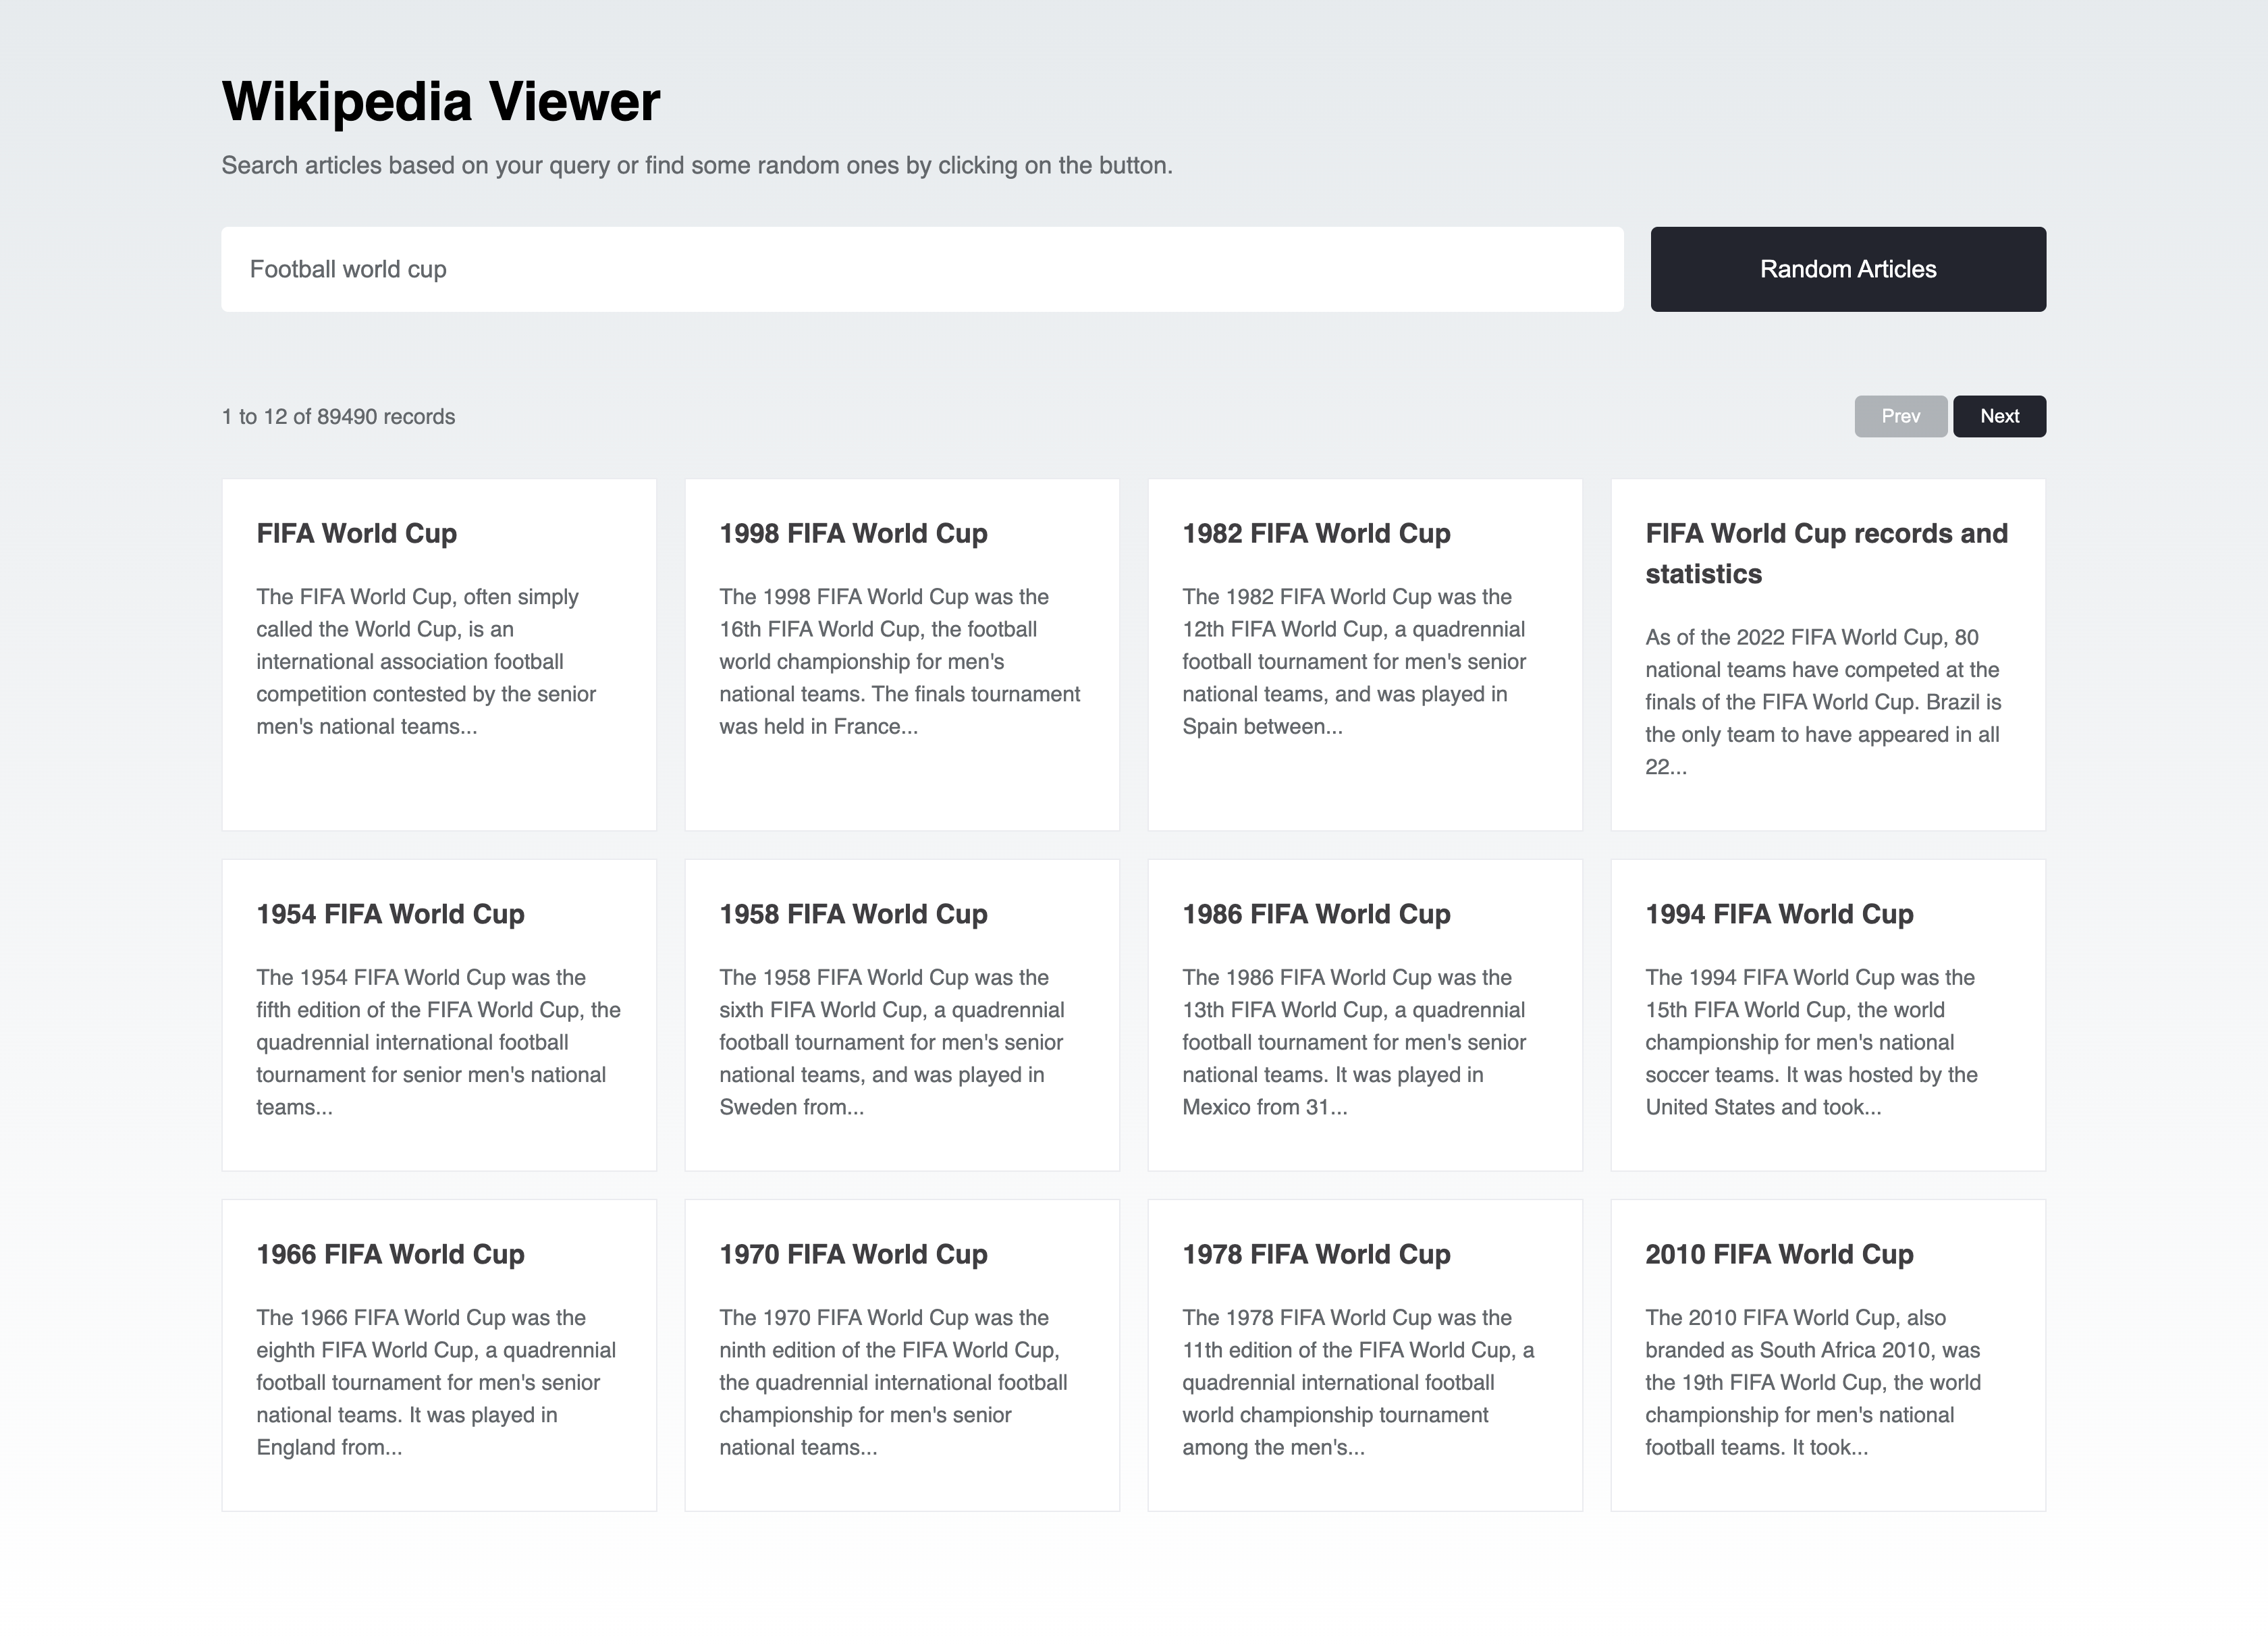 Wikipedia Viewer
Search articles based on your query or find some random ones by clicking on the button.
Football world cup
Random Articles
1 to 12 of 89490 records
Prev
Next
FIFA World Cup
The FIFA World Cup, often simply
called the World Cup, is an
international association football
competition contested by the senior
men's national teams...
1998 FIFA World Cup
The 1998 FIFA World Cup was the
16th FIFA World Cup, the football
world championship for men's
national teams. The finals tournament
was held in France...
1982 FIFA World Cup
The 1982 FIFA World Cup was the
12th FIFA World Cup, a quadrennial
football tournament for men's senior
national teams, and was played in
Spain between...
FIFA World Cup records and
statistics
As of the 2022 FIFA World Cup, 80
national teams have competed at the
finals of the FIFA World Cup. Brazil is
the only team to have appeared in all
22...
1954 FIFA World Cup
The 1954 FIFA World Cup was the
fifth edition of the FIFA World Cup, the
quadrennial international football
tournament for senior men's national
teams...
1958 FIFA World Cup
The 1958 FIFA World Cup was the
sixth FIFA World Cup, a quadrennial
football tournament for men's senior
national teams, and was played in
Sweden from...
1986 FIFA World Cup
The 1986 FIFA World Cup was the
13th FIFA World Cup, a quadrennial
football tournament for men's senior
national teams. It was played in
Mexico from 31...
1994 FIFA World Cup
The 1994 FIFA World Cup was the
15th FIFA World Cup, the world
championship for men's national
soccer teams. It was hosted by the
United States and took...
1966 FIFA World Cup
The 1966 FIFA World Cup was the
eighth FIFA World Cup, a quadrennial
football tournament for men's senior
national teams. It was played in
England from...
1970 FIFA World Cup
The 1970 FIFA World Cup was the
ninth edition of the FIFA World Cup,
the quadrennial international football
championship for men's senior
national teams...
1978 FIFA World Cup
The 1978 FIFA World Cup was the
11th edition of the FIFA World Cup, a
quadrennial international football
world championship tournament
among the men's...
2010 FIFA World Cup
The 2010 FIFA World Cup, also
branded as South Africa 2010, was
the 19th FIFA World Cup, the world
championship for men's national
football teams. It took...